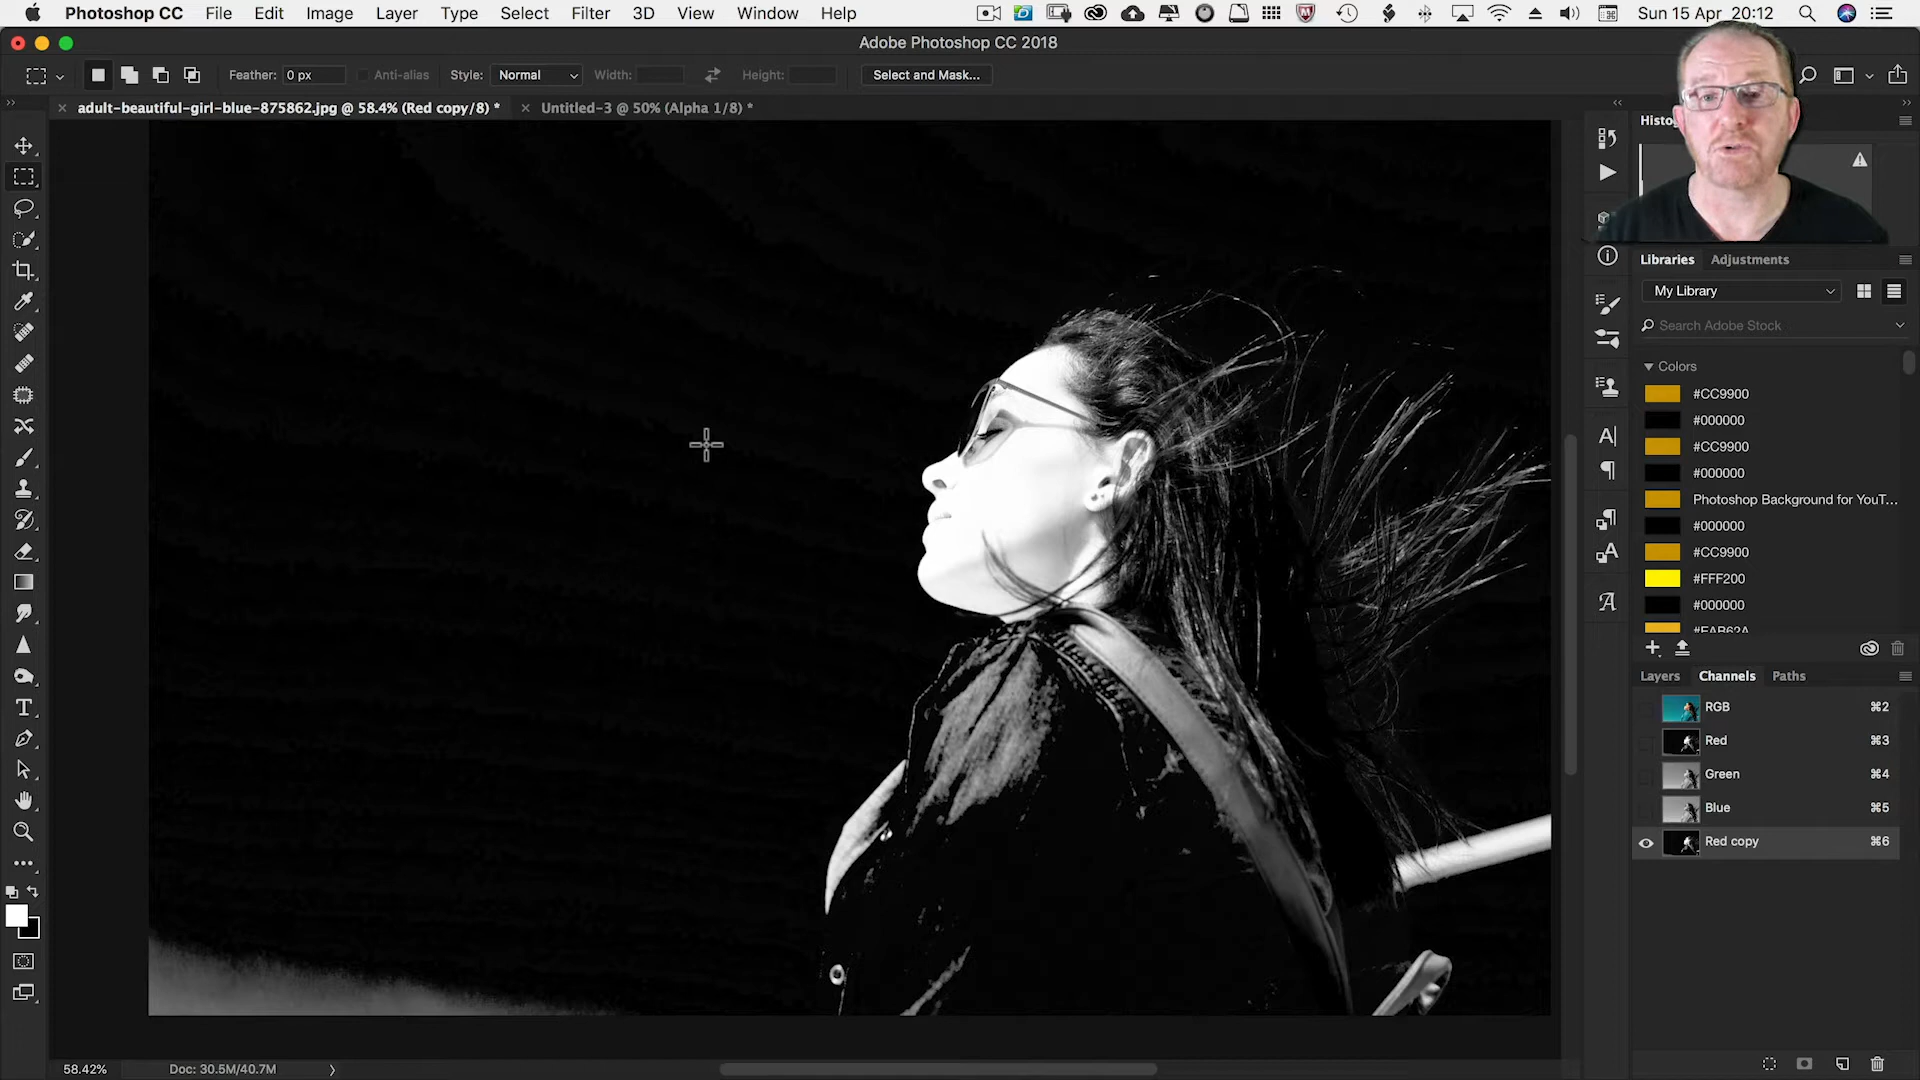 Photoshop CC File Edit Image Layer Type Select Filter 3D View Window Help Sun 15 Apr 20:12
Adobe Photoshop CC 2018
Feather: 0 px Anti-alias Style: Normal Width: Height: Select and Mask...
adult-beautiful-girl-blue-875862.jpg @ 58.4% (Red copy/8) * Untitled-3 @ 50% (Alpha 1/8) *
Libraries Adjustments
My Library
Search Adobe Stock
Colors
#CC9900
#000000
#CC9900
#000000
Photoshop Background for YouT...
#000000
#CC9900
#FFF200
#000000
#EAB62A
Layers Channels Paths
RGB ⌘2
Red ⌘3
Green ⌘4
Blue ⌘5
Red copy ⌘6
58.42% Doc: 30.5M/40.7M